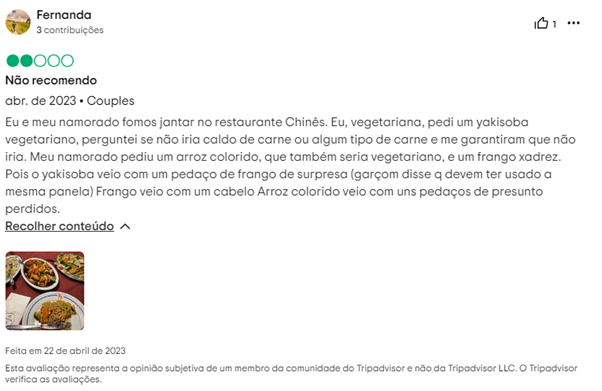 Fernanda
3 contribuições
1
Não recomendo
abr. de 2023 • Couples
Eu e meu namorado fomos jantar no restaurante Chinês. Eu, vegetariana, pedi um yakisoba
vegetariano, perguntei se não iria caldo de carne ou algum tipo de carne e me garantiram que não
iria. Meu namorado pediu um arroz colorido, que também seria vegetariano, e um frango xadrez.
Pois o yakisoba veio com um pedaço de frango de surpresa (garçom disse q devem ter usado a
mesma panela) Frango veio com um cabelo Arroz colorido veio com uns pedaços de presunto
perdidos.
Recolher conteúdo
Feita em 22 de abril de 2023
Esta avaliação representa a opinião subjetiva de um membro da comunidade do Tripadvisor e não da Tripadvisor LLC. O Tripadvisor
verifica as avaliações.